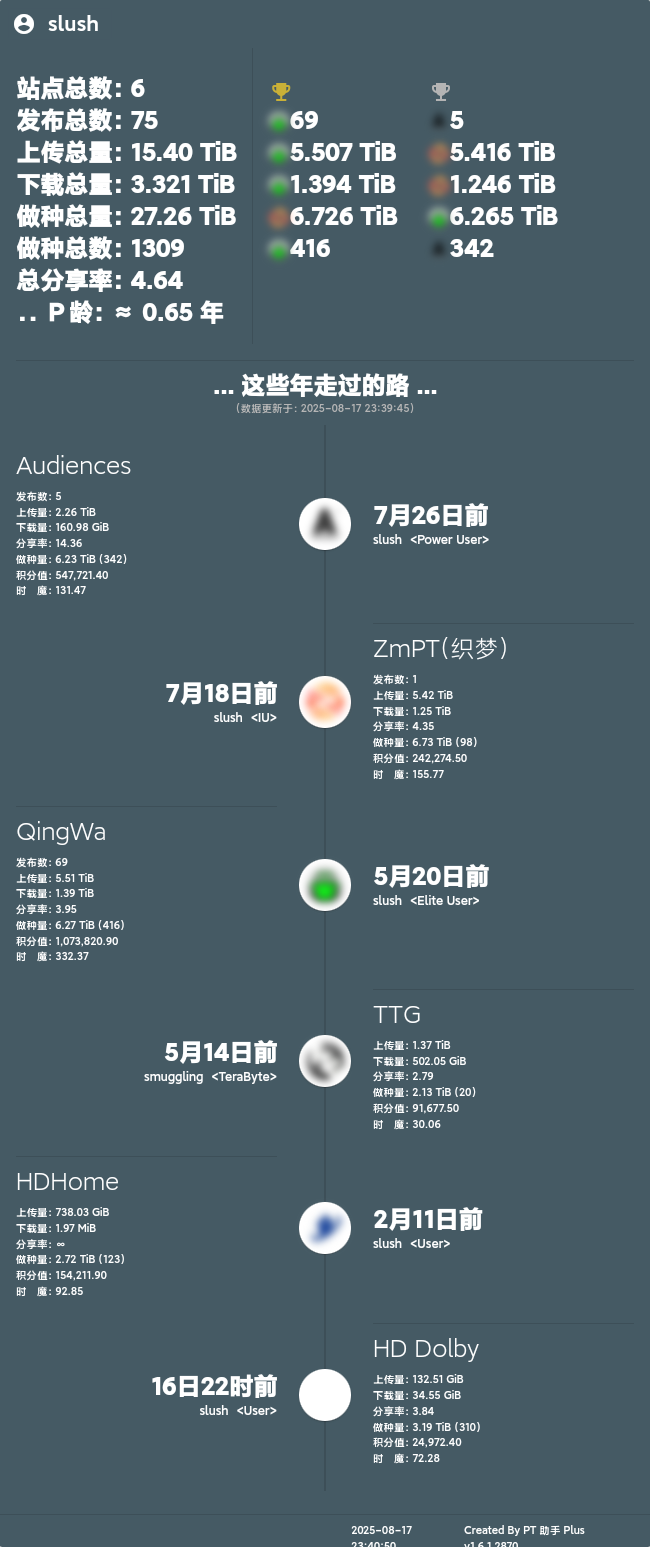 slush
站点总数: 6
发布总数: 75
上传总量: 15.40 TiB
下载总量: 3.321 TiB
做种总量: 27.26 TiB
做种总数: 1309
总分享率: 4.64
.. P 龄: ≈ 0.65 年
69
5.507 TiB
1.394 TiB
6.726 TiB
416
5
5.416 TiB
1.246 TiB
6.265 TiB
342
... 这些年走过的路 ...
(数据更新于: 2025-08-17 23:39:45)
Audiences
发布数: 5
上传量: 2.26 TiB
下载量: 160.98 GiB
分享率: 14.36
做种量: 6.23 TiB (342)
积分值: 547,721.40
时 魔: 131.47
7月26日前
slush <Power User>
ZmPT(织梦)
发布数: 1
上传量: 5.42 TiB
下载量: 1.25 TiB
分享率: 4.35
做种量: 6.73 TiB (98)
积分值: 242,274.50
时 魔: 155.77
7月18日前
slush <IU>
QingWa
发布数: 69
上传量: 5.51 TiB
下载量: 1.39 TiB
分享率: 3.95
做种量: 6.27 TiB (416)
积分值: 1,073,820.90
时 魔: 332.37
5月20日前
slush <Elite User>
TTG
上传量: 1.37 TiB
下载量: 502.05 GiB
分享率: 2.79
做种量: 2.13 TiB (20)
积分值: 91,677.50
时 魔: 30.06
5月14日前
smuggling <TeraByte>
HDHome
上传量: 738.03 GiB
下载量: 1.97 MiB
分享率: ∞
做种量: 2.72 TiB (123)
积分值: 154,211.90
时 魔: 92.85
2月11日前
slush <User>
HD Dolby
上传量: 132.51 GiB
下载量: 34.55 GiB
分享率: 3.84
做种量: 3.19 TiB (310)
积分值: 24,972.40
时 魔: 72.28
16日22时前
slush <User>
2025-08-17
23:40:50
Created By PT 助手 Plus
v1.6.1.2870